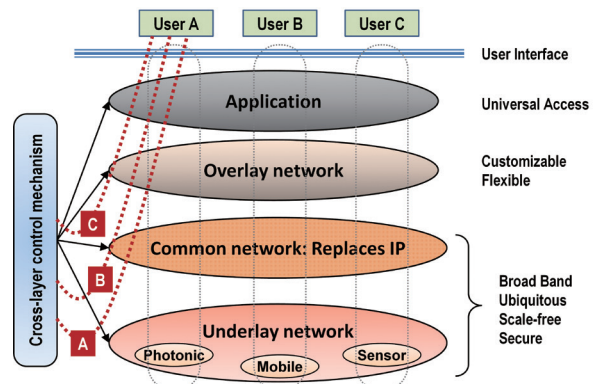 User A
User B
User C
User Interface
Application
Universal Access
Cross-layer control mechanism
Overlay network
Customizable
Flexible
C
Common network: Replaces IP
B
Broad Band
Ubiquitous
Scale-free
Secure
A
Underlay network
Photonic
Mobile
Sensor